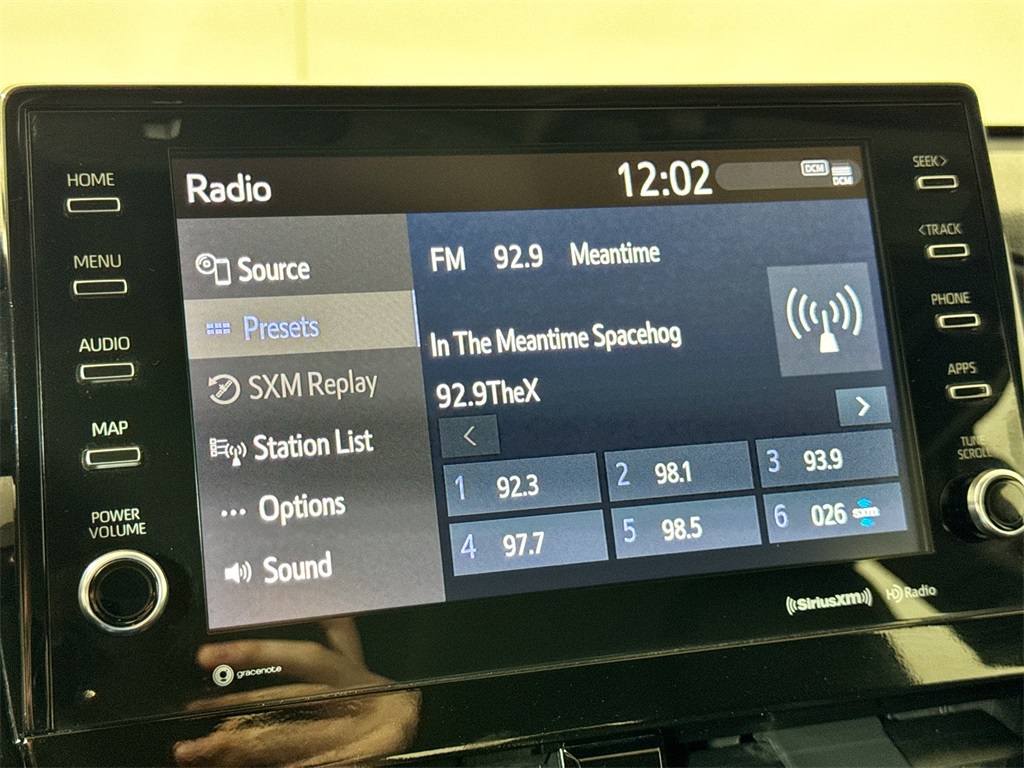 HOME
MENU
AUDIO
MAP
POWER
VOLUME
Radio
12:02
DCM
DCM
Source
Presets
SXM Replay
Station List
Options
Sound
FM 92.9 Meantime
In The Meantime Spacehog
92.9TheX
< >
1 92.3
2 98.1
3 93.9
4 97.7
5 98.5
6 026 sxm
SEEK>
<TRACK
PHONE
APPS
TUNE
SCROLL
gracenote
((SiriusXM))
HD Radio